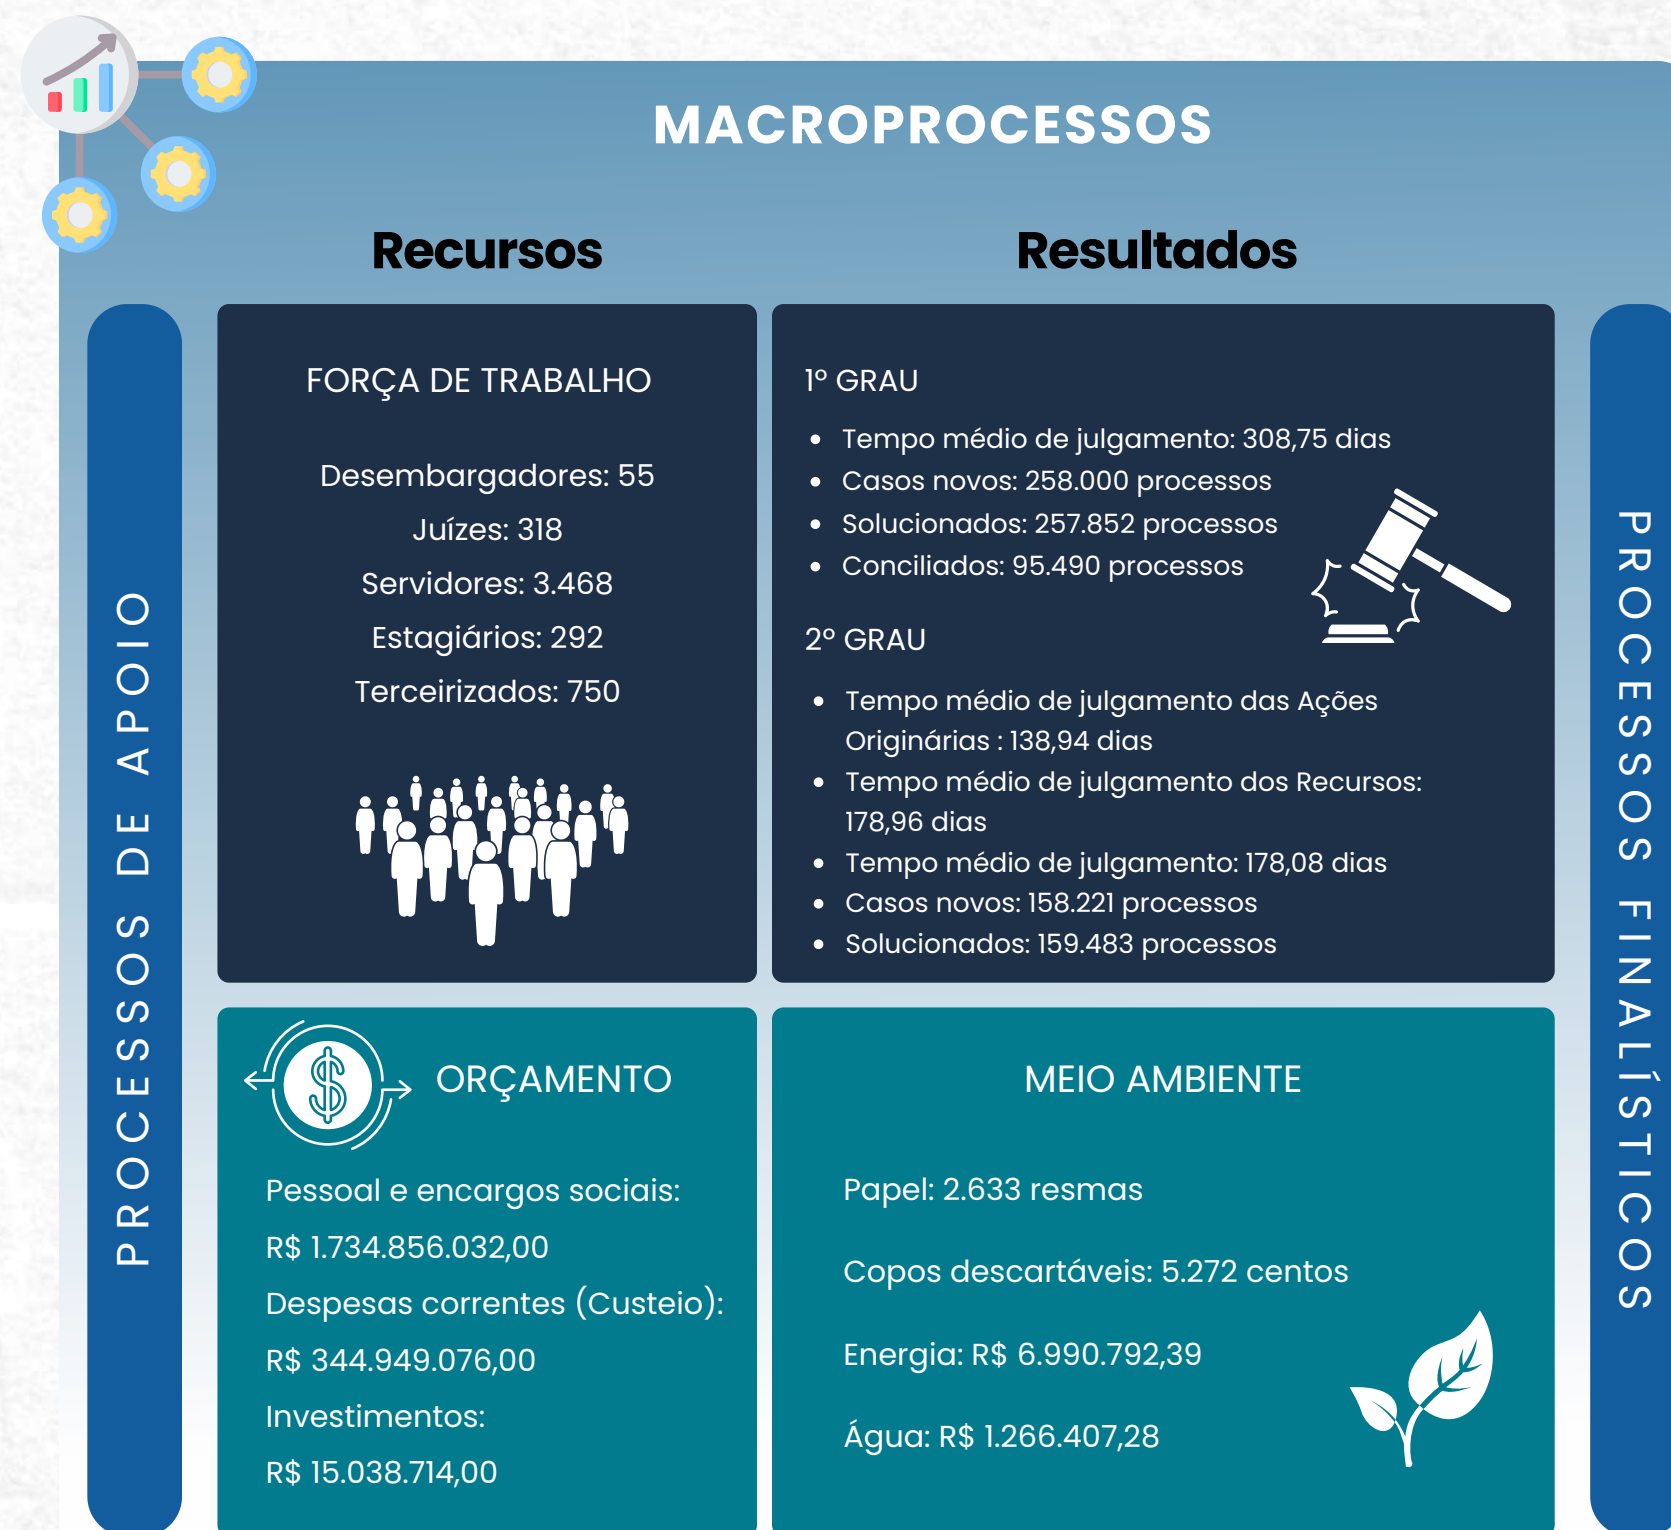 MACROPROCESSOS
Recursos
Resultados
PROCESSOS DE APOIO
FORÇA DE TRABALHO
Desembargadores: 55
Juízes: 318
Servidores: 3.468
Estagiários: 292
Terceirizados: 750
1º GRAU
Tempo médio de julgamento: 308,75 dias
Casos novos: 258.000 processos
Solucionados: 257.852 processos
Conciliados: 95.490 processos
2º GRAU
Tempo médio de julgamento das Ações
Originárias : 138,94 dias
Tempo médio de julgamento dos Recursos:
178,96 dias
Tempo médio de julgamento: 178,08 dias
Casos novos: 158.221 processos
Solucionados: 159.483 processos
ORÇAMENTO
Pessoal e encargos sociais:
R$ 1.734.856.032,00
Despesas correntes (Custeio):
R$ 344.949.076,00
Investimentos:
R$ 15.038.714,00
MEIO AMBIENTE
Papel: 2.633 resmas
Copos descartáveis: 5.272 centos
Energia: R$ 6.990.792,39
Água: R$ 1.266.407,28
PROCESSOS FINALÍSTICOS